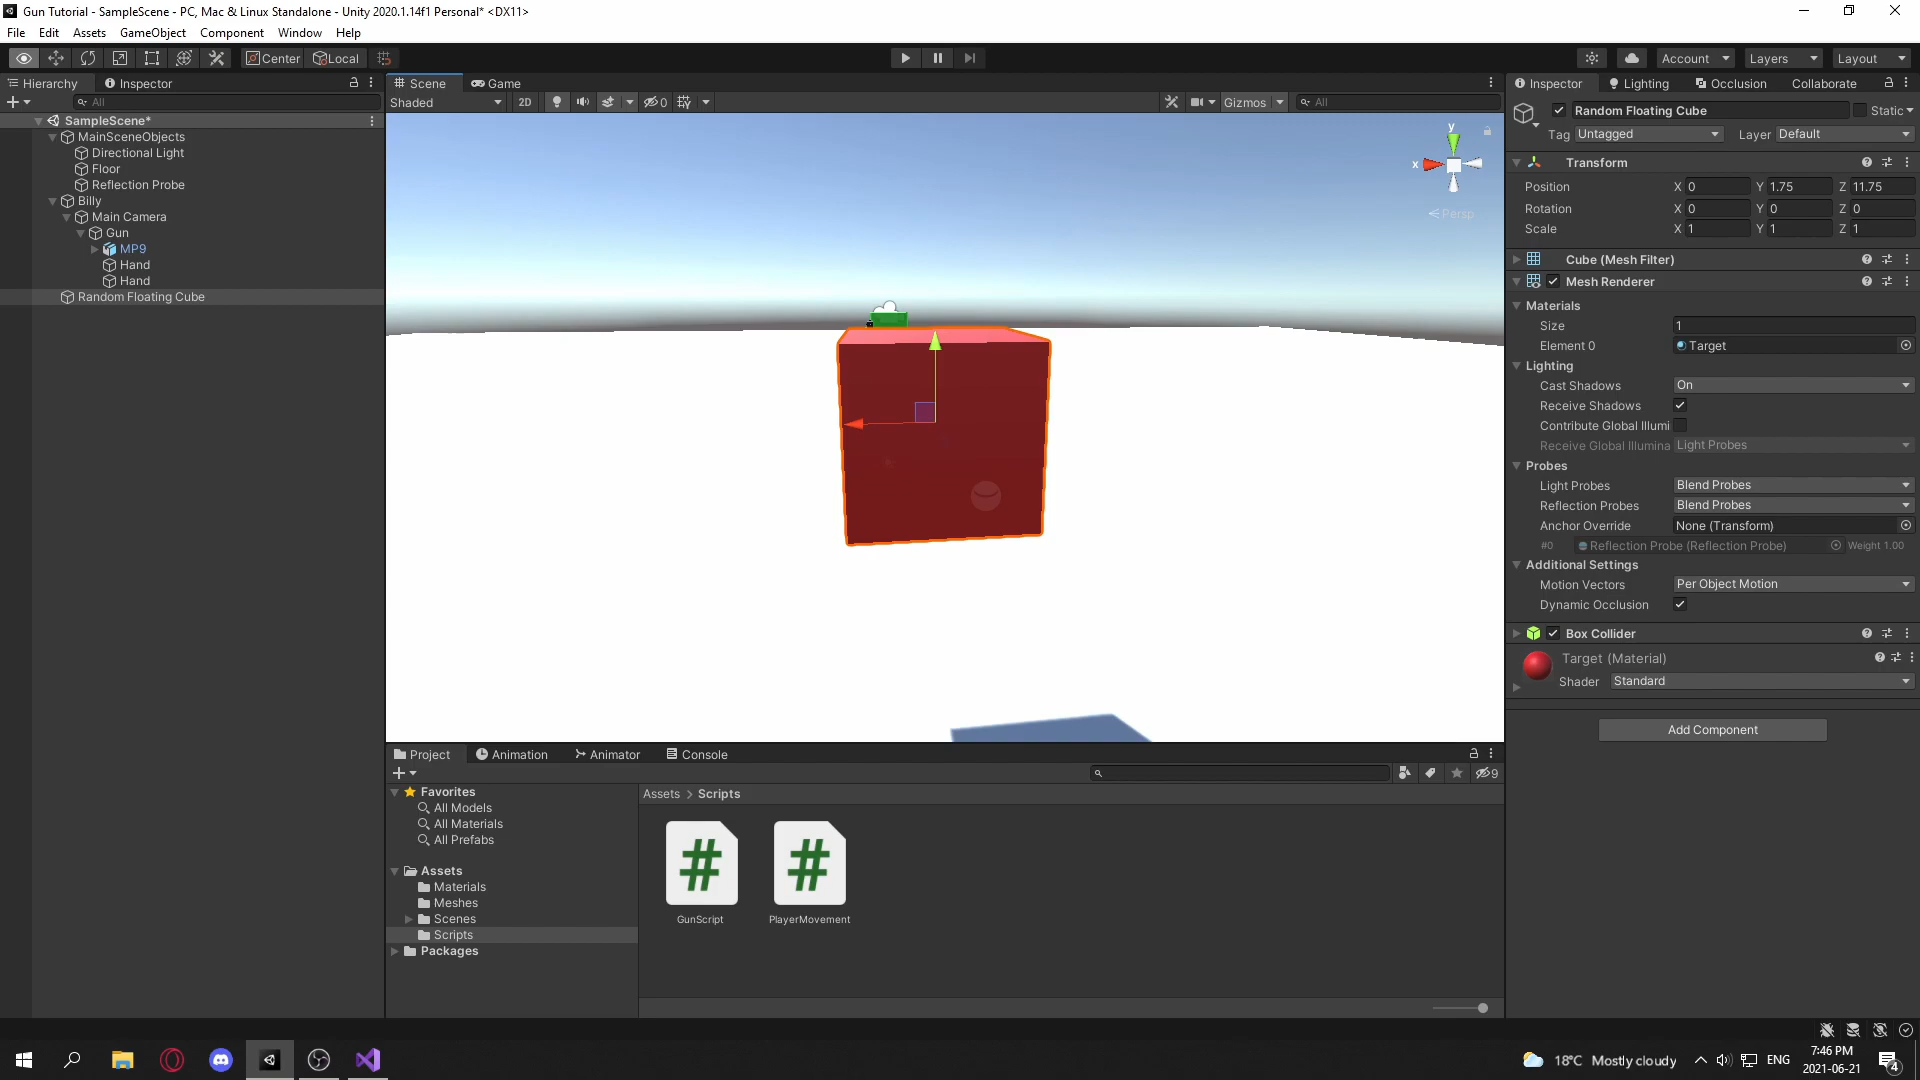 Gun Tutorial - SampleScene - PC, Mac & Linux Standalone - Unity 2020.1.14f1 Personal* <DX11>
File Edit Assets GameObject Component Window Help
Center Local Account Layers Layout
Hierarchy Inspector Scene Game Inspector Lighting Occlusion Collaborate
All Shaded 2D 0 Gizmos All
SampleScene*
MainSceneObjects
Directional Light
Floor
Reflection Probe
Billy
Main Camera
Gun
MP9
Hand
Hand
Random Floating Cube
y
x
Persp
Random Floating Cube Static
Tag Untagged Layer Default
Transform
Position X 0 Y 1.75 Z 11.75
Rotation X 0 Y 0 Z 0
Scale X 1 Y 1 Z 1
Cube (Mesh Filter)
Mesh Renderer
Materials
Size 1
Element 0 Target
Lighting
Cast Shadows On
Receive Shadows
Contribute Global Illumi
Receive Global Illumina Light Probes
Probes
Light Probes Blend Probes
Reflection Probes Blend Probes
Anchor Override None (Transform)
#0 Reflection Probe (Reflection Probe) Weight 1.00
Additional Settings
Motion Vectors Per Object Motion
Dynamic Occlusion
Box Collider
Target (Material)
Shader Standard
Add Component
Project Animation Animator Console
9
Favorites
All Models
All Materials
All Prefabs
Assets
Materials
Meshes
Scenes
Scripts
Packages
Assets > Scripts
GunScript PlayerMovement
18°C Mostly cloudy ENG 7:46 PM
2021-06-21
4